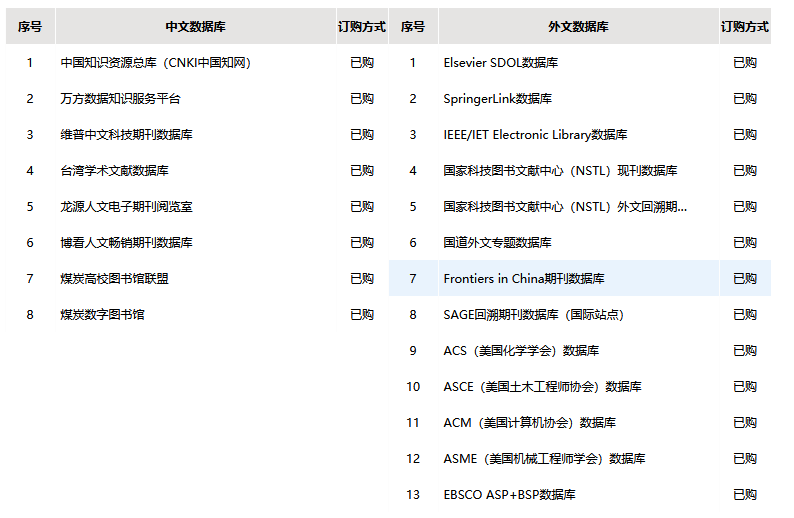 序号 中文数据库 订购方式 序号 外文数据库 订购方式
1 中国知识资源总库（CNKI中国知网） 已购 1 Elsevier SDOL数据库 已购
2 万方数据知识服务平台 已购 2 SpringerLink数据库 已购
3 维普中文科技期刊数据库 已购 3 IEEE/IET Electronic Library数据库 已购
4 台湾学术文献数据库 已购 4 国家科技图书文献中心（NSTL）现刊数据库 已购
5 龙源人文电子期刊阅览室 已购 5 国家科技图书文献中心（NSTL）外文回溯期... 已购
6 博看人文畅销期刊数据库 已购 6 国道外文专题数据库 已购
7 煤炭高校图书馆联盟 已购 7 Frontiers in China期刊数据库 已购
8 煤炭数字图书馆 已购 8 SAGE回溯期刊数据库（国际站点） 已购
9 ACS（美国化学学会）数据库 已购
10 ASCE（美国土木工程师协会）数据库 已购
11 ACM（美国计算机协会）数据库 已购
12 ASME（美国机械工程师学会）数据库 已购
13 EBSCO ASP+BSP数据库 已购